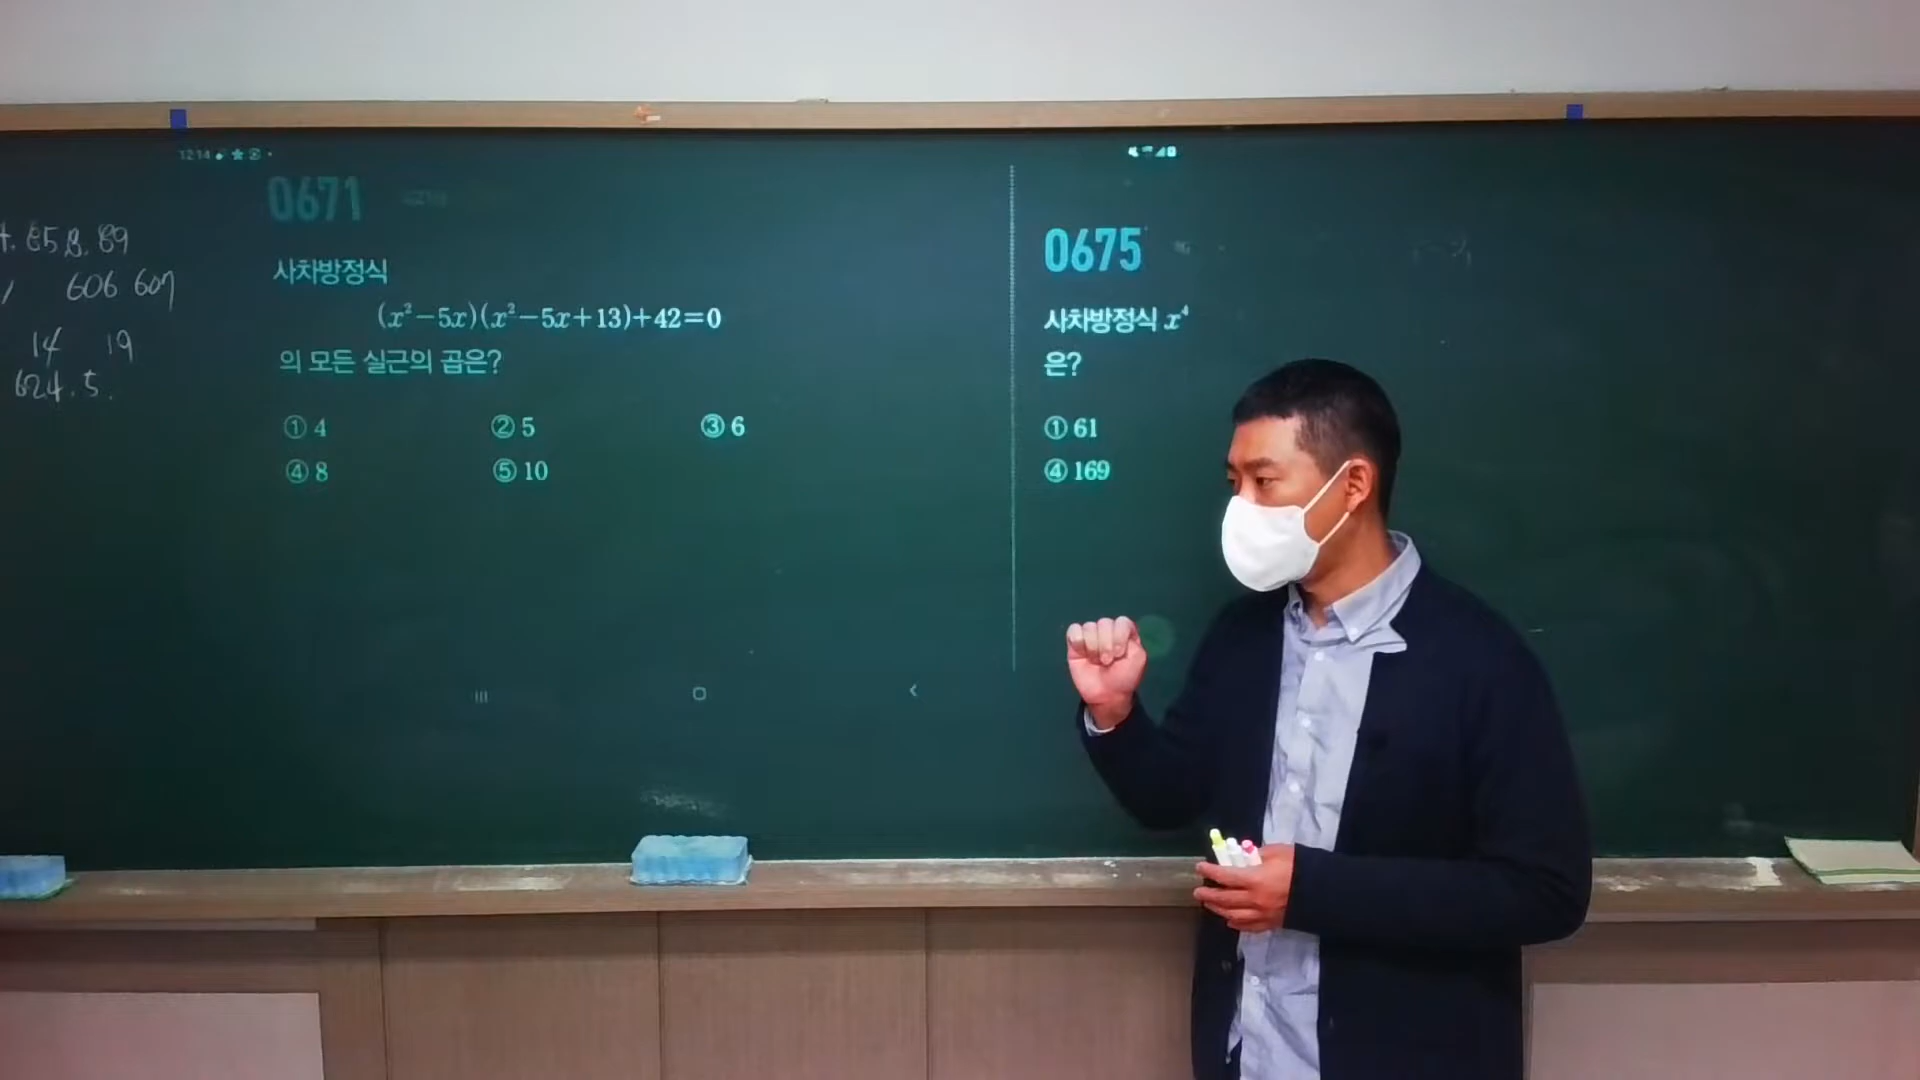 12:14
65 8. 89
606 607
14 19
624. 5.
0671
사차방정식
(x²−5x)(x²−5x+13)+42=0
의 모든 실근의 곱은?
① 4 ② 5 ③ 6
④ 8 ⑤ 10
0675
사차방정식 x⁴
은?
① 61
④ 169